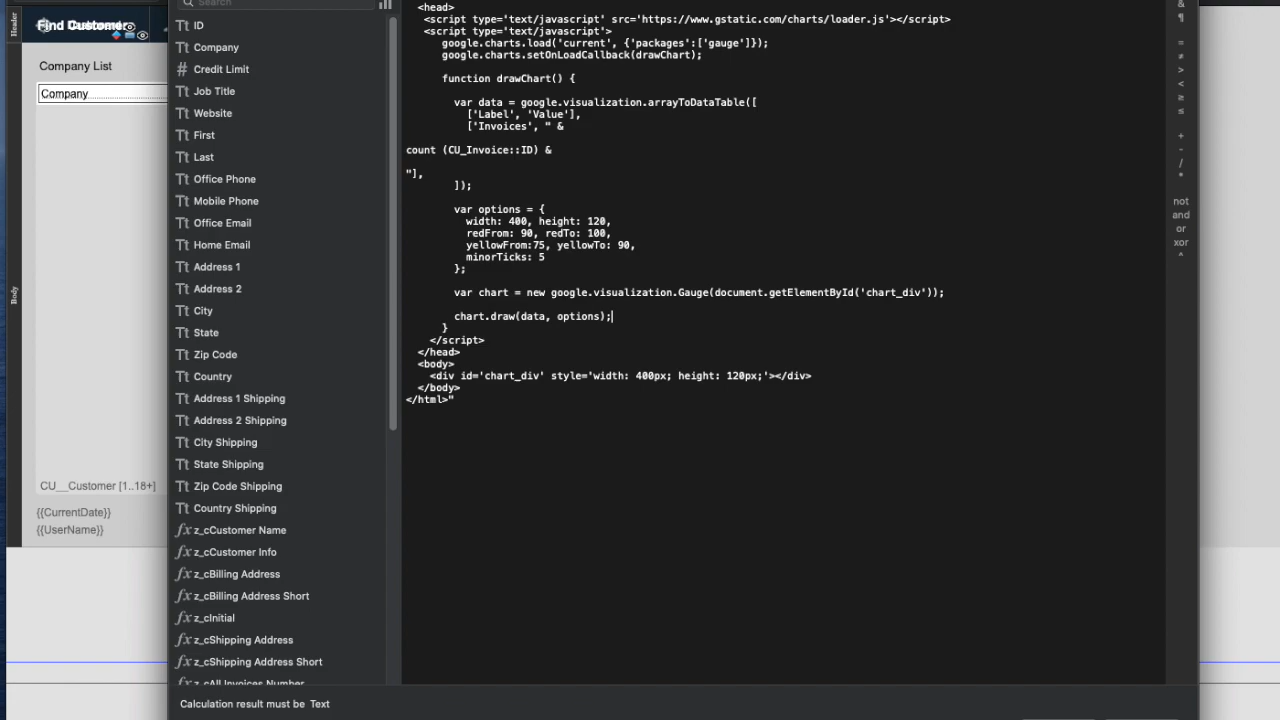 Header
Find Customer
Company List
Company
CU__Customer [1..18+]
{{CurrentDate}}
{{UserName}}
Body
Search
ID
Company
Credit Limit
Job Title
Website
First
Last
Office Phone
Mobile Phone
Office Email
Home Email
Address 1
Address 2
City
State
Zip Code
Country
Address 1 Shipping
Address 2 Shipping
City Shipping
State Shipping
Zip Code Shipping
Country Shipping
z_cCustomer Name
z_cCustomer Info
z_cBilling Address
z_cBilling Address Short
z_cInitial
z_cShipping Address
z_cShipping Address Short
z_cAll Invoices Number
<head>
<script type='text/javascript' src='https://www.gstatic.com/charts/loader.js'></script>
<script type='text/javascript'>
google.charts.load('current', {'packages':['gauge']});
google.charts.setOnLoadCallback(drawChart);
function drawChart() {
var data = google.visualization.arrayToDataTable([
['Label', 'Value'],
['Invoices', " &
count (CU_Invoice::ID) &
"],
]);
var options = {
width: 400, height: 120,
redFrom: 90, redTo: 100,
yellowFrom:75, yellowTo: 90,
minorTicks: 5
};
var chart = new google.visualization.Gauge(document.getElementById('chart_div'));
chart.draw(data, options);
}
</script>
</head>
<body>
<div id='chart_div' style='width: 400px; height: 120px;'></div>
</body>
</html>"
&
¶
=
≠
>
<
≥
≤
+
-
/
*
not
and
or
xor
^
Calculation result must be Text